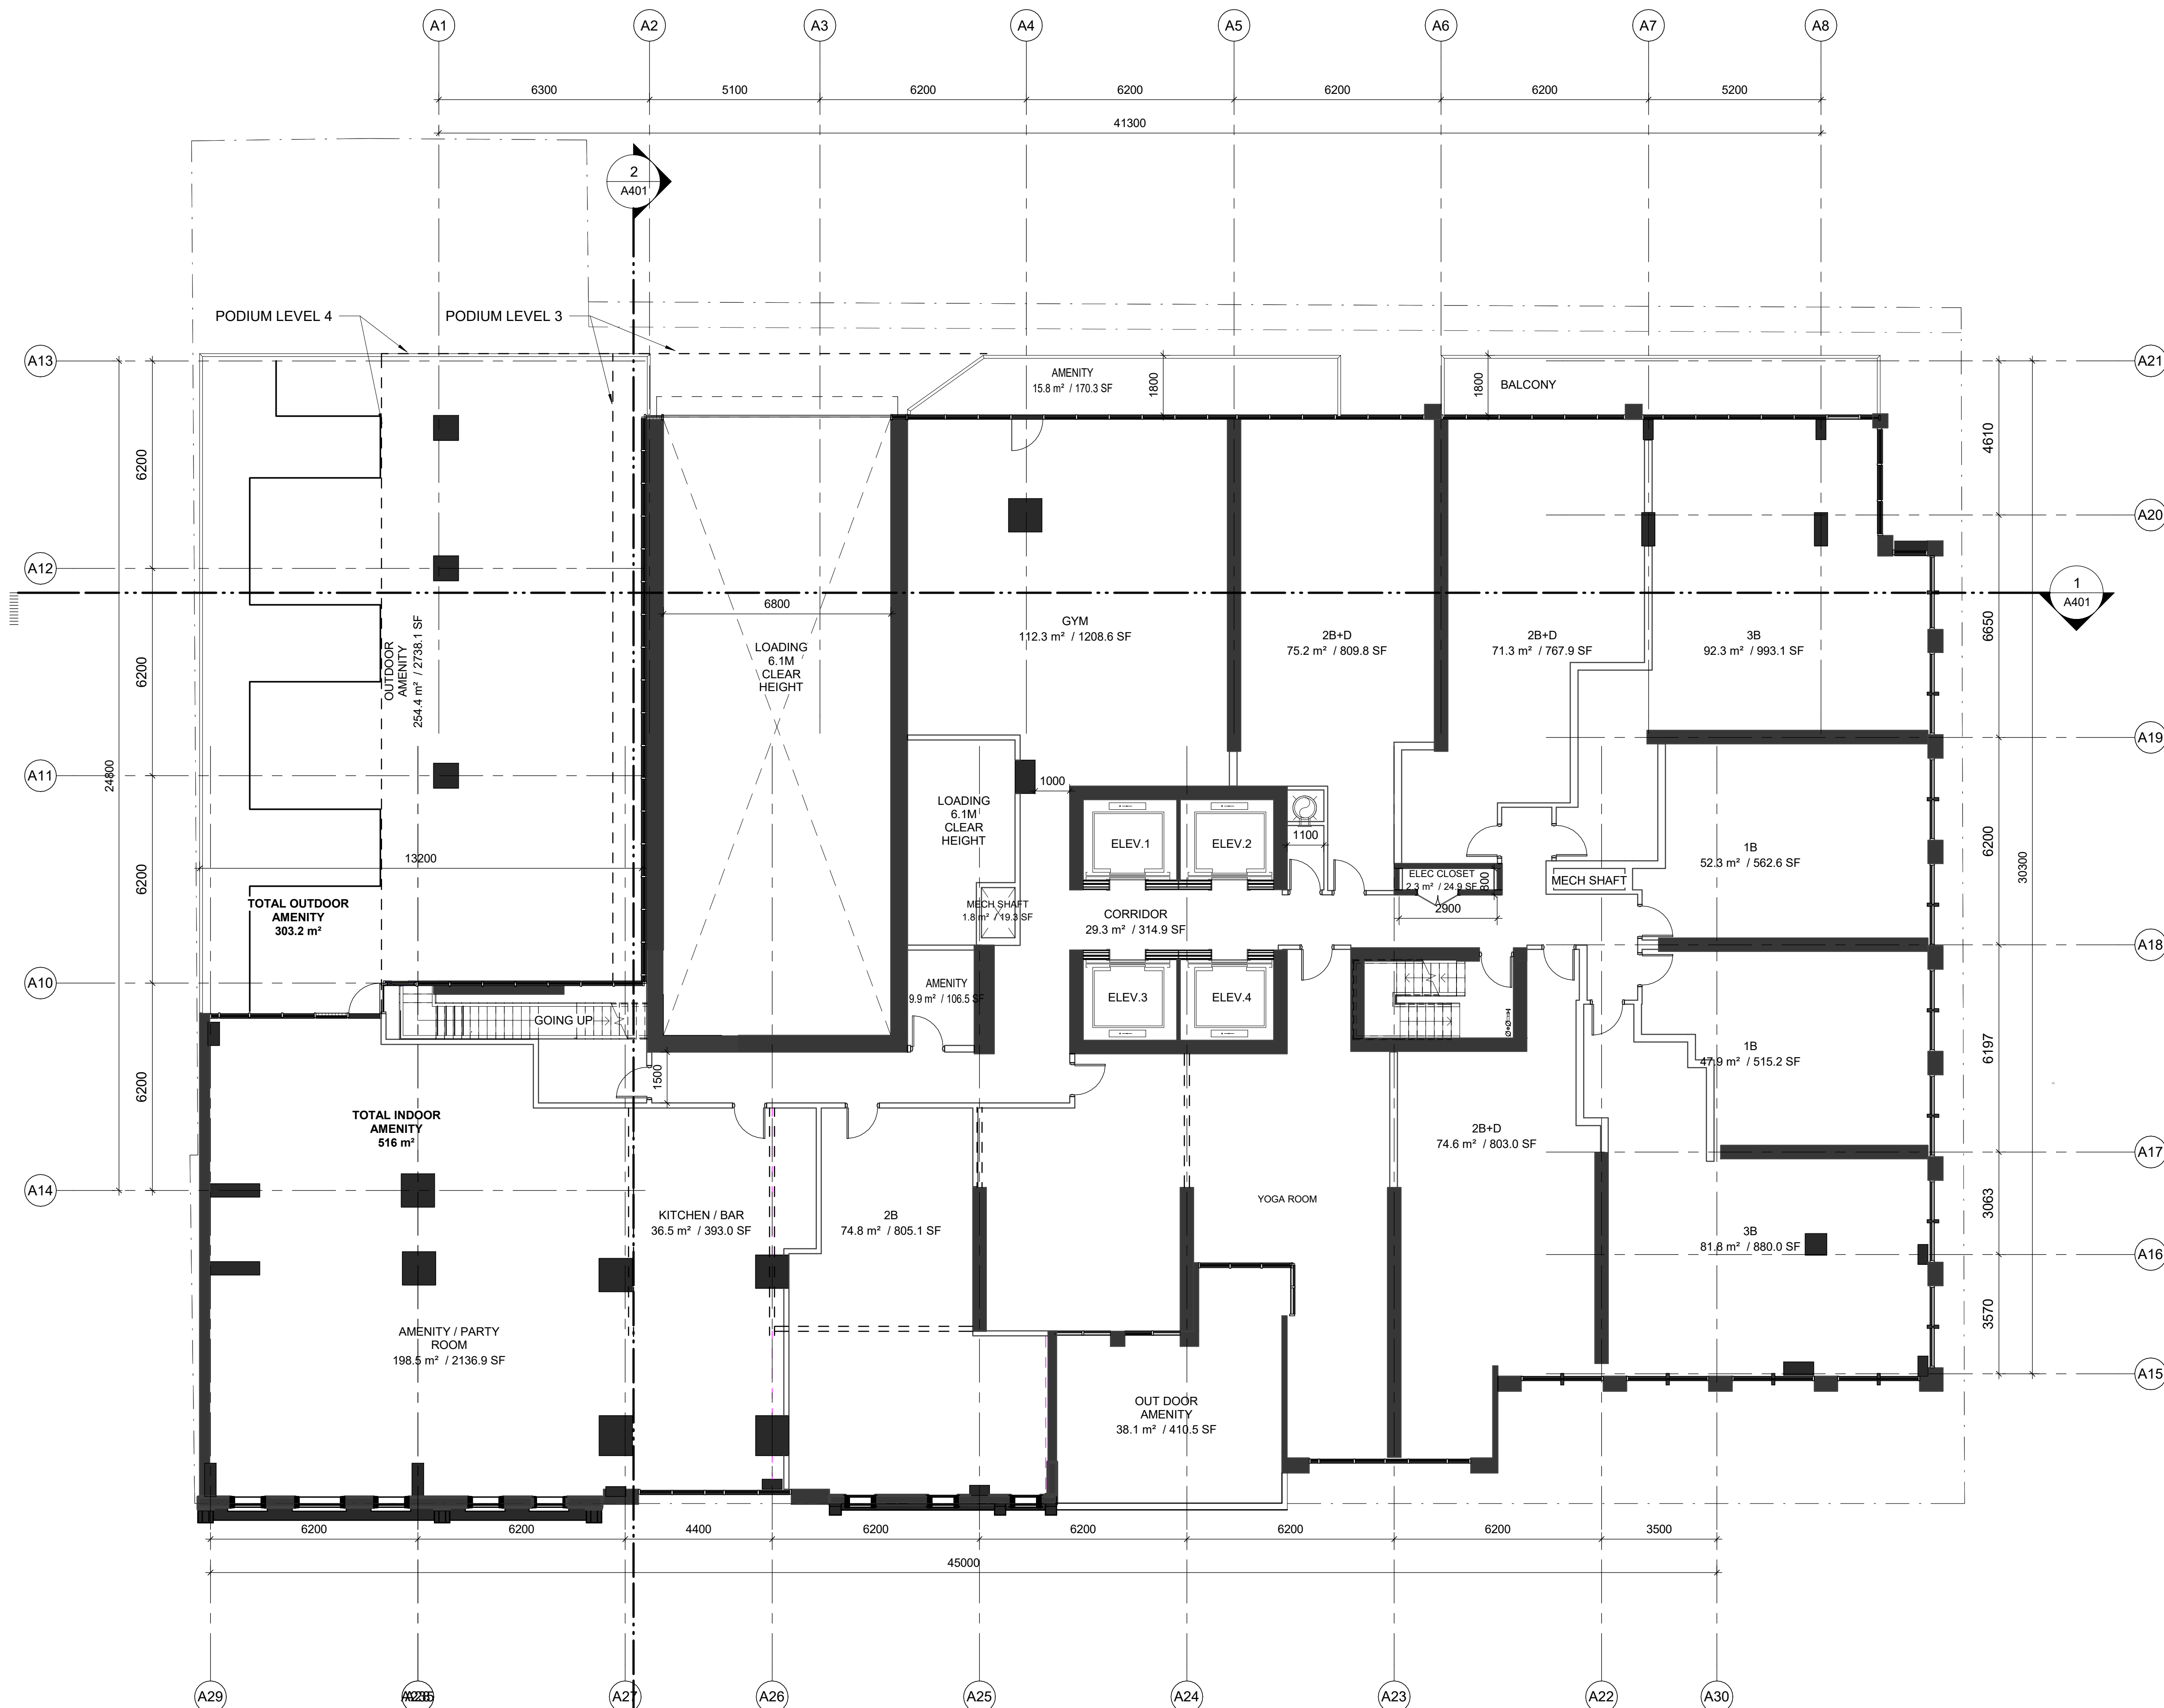 A1
A2
A3
A4
A5
A6
A7
A8
6300
5100
6200
6200
6200
6200
5200
41300
2
A401
PODIUM LEVEL 4
PODIUM LEVEL 3
A13
A21
AMENITY
15.8 m² / 170.3 SF
1800
1800
BALCONY
6200
4610
A20
A12
1
A401
6800
GYM
112.3 m² / 1208.6 SF
2B+D
75.2 m² / 809.8 SF
2B+D
71.3 m² / 767.9 SF
3B
92.3 m² / 993.1 SF
6650
OUTDOOR
AMENITY
254.4 m² / 2738.1 SF
LOADING
6.1M
CLEAR
HEIGHT
6200
A19
A11
24800
1000
LOADING
6.1M
CLEAR
HEIGHT
ELEV.1
ELEV.2
1100
1B
52.3 m² / 562.6 SF
6200
30300
13200
6200
ELEC CLOSET
2.3 m² / 24.9 SF
800
MECH SHAFT
TOTAL OUTDOOR
AMENITY
303.2 m²
MECH SHAFT
1.8 m² / 19.3 SF
CORRIDOR
29.3 m² / 314.9 SF
2900
A18
A10
AMENITY
9.9 m² / 106.5 SF
ELEV.3
ELEV.4
GOING UP
1B
47.9 m² / 515.2 SF
6197
1500
6200
TOTAL INDOOR
AMENITY
516 m²
2B+D
74.6 m² / 803.0 SF
A17
A14
YOGA ROOM
3063
KITCHEN / BAR
36.5 m² / 393.0 SF
2B
74.8 m² / 805.1 SF
3B
81.8 m² / 880.0 SF
A16
3570
AMENITY / PARTY
ROOM
198.5 m² / 2136.9 SF
A15
OUT DOOR
AMENITY
38.1 m² / 410.5 SF
6200
6200
4400
6200
6200
6200
6200
3500
45000
A29
A27
A26
A25
A24
A23
A22
A30